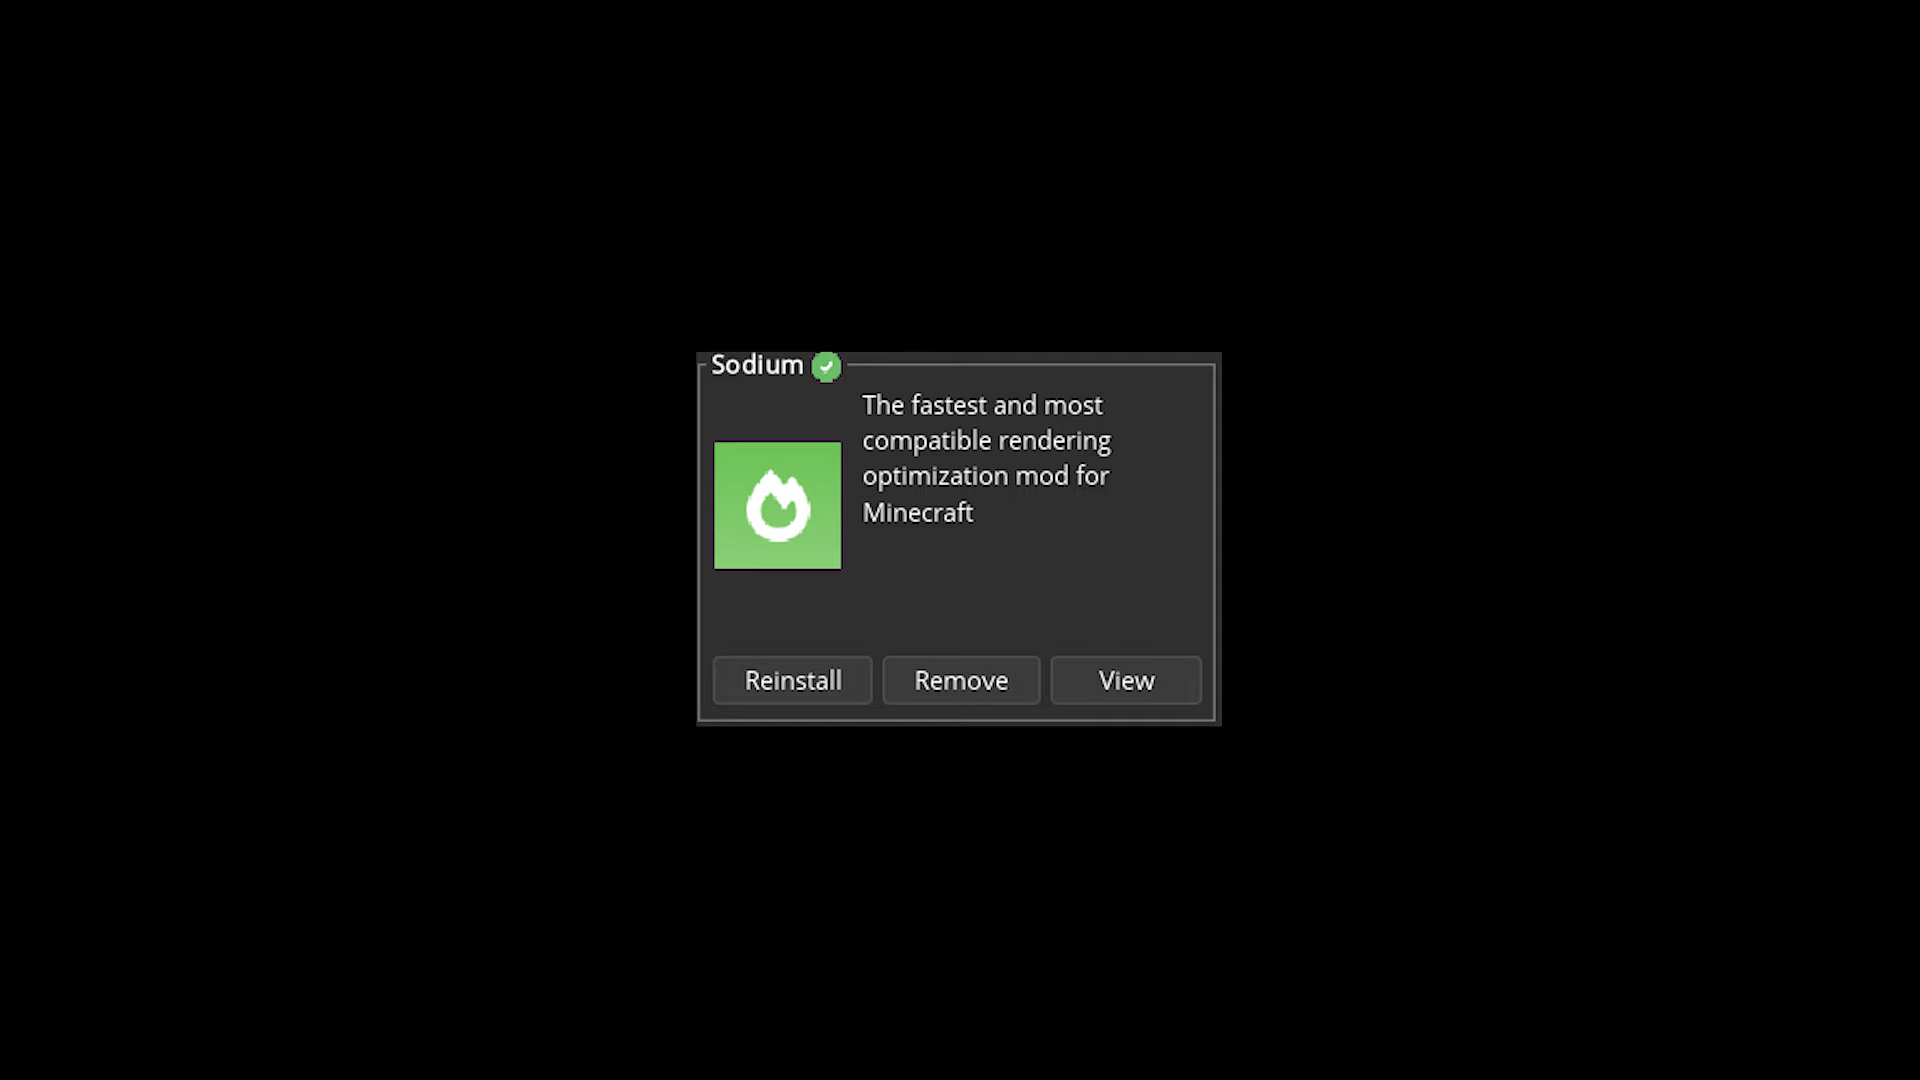 Sodium
The fastest and most
compatible rendering
optimization mod for
Minecraft
Reinstall
Remove
View